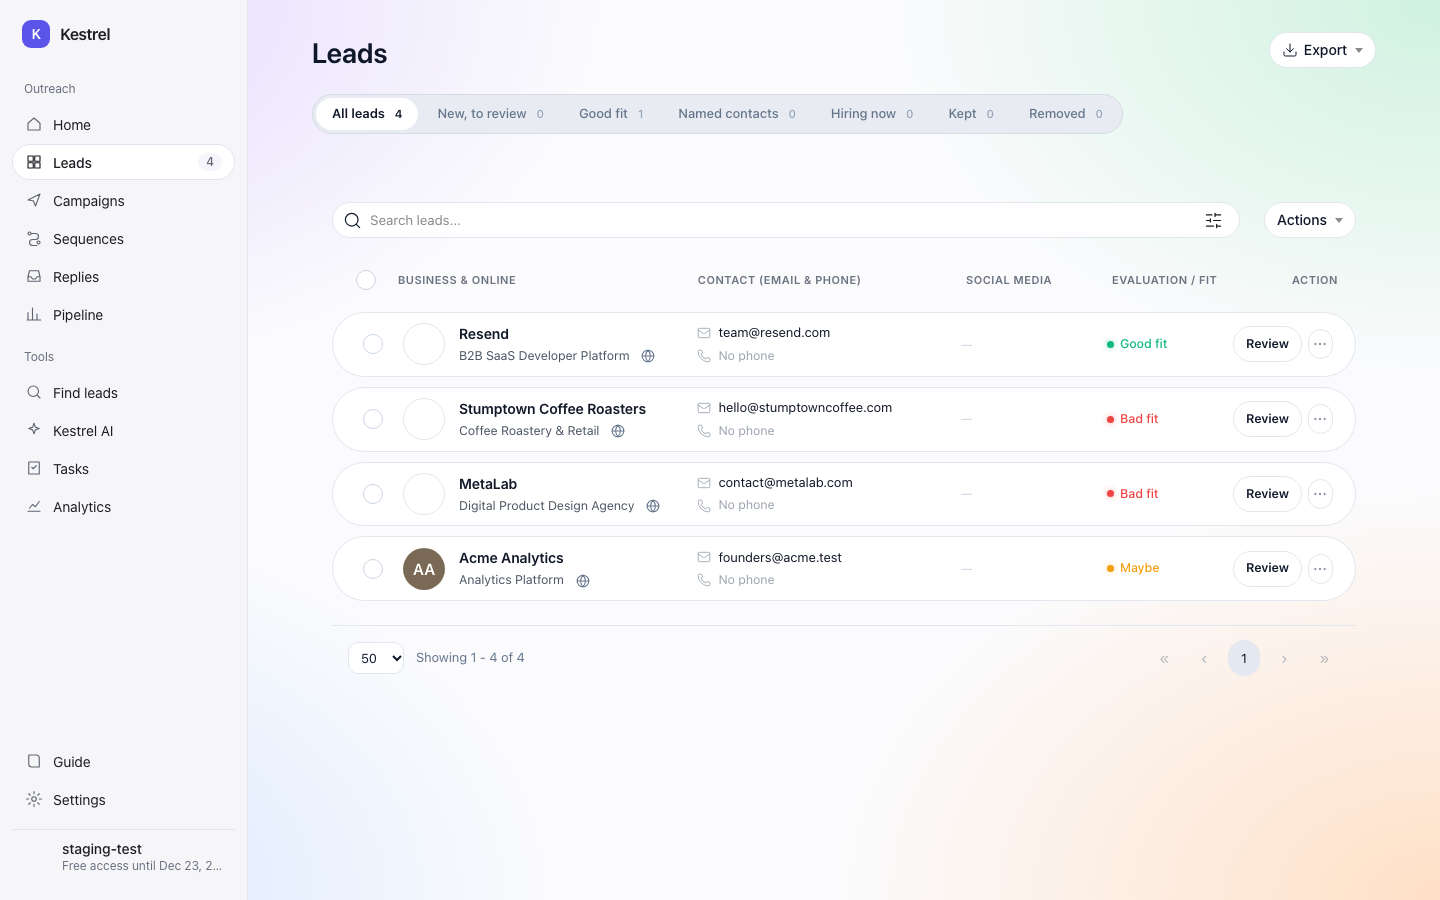 K Kestrel
Outreach
Home
Leads 4
Campaigns
Sequences
Replies
Pipeline
Tools
Find leads
Kestrel AI
Tasks
Analytics
Guide
Settings
staging-test
Free access until Dec 23, 2...
Leads
Export
All leads 4 New, to review 0 Good fit 1 Named contacts 0 Hiring now 0 Kept 0 Removed 0
Search leads...
Actions
BUSINESS & ONLINE CONTACT (EMAIL & PHONE) SOCIAL MEDIA EVALUATION / FIT ACTION
Resend
B2B SaaS Developer Platform
team@resend.com
No phone
—
Good fit
Review
Stumptown Coffee Roasters
Coffee Roastery & Retail
hello@stumptowncoffee.com
No phone
—
Bad fit
Review
MetaLab
Digital Product Design Agency
contact@metalab.com
No phone
—
Bad fit
Review
AA
Acme Analytics
Analytics Platform
founders@acme.test
No phone
—
Maybe
Review
50 Showing 1 - 4 of 4
« ‹ 1 › »